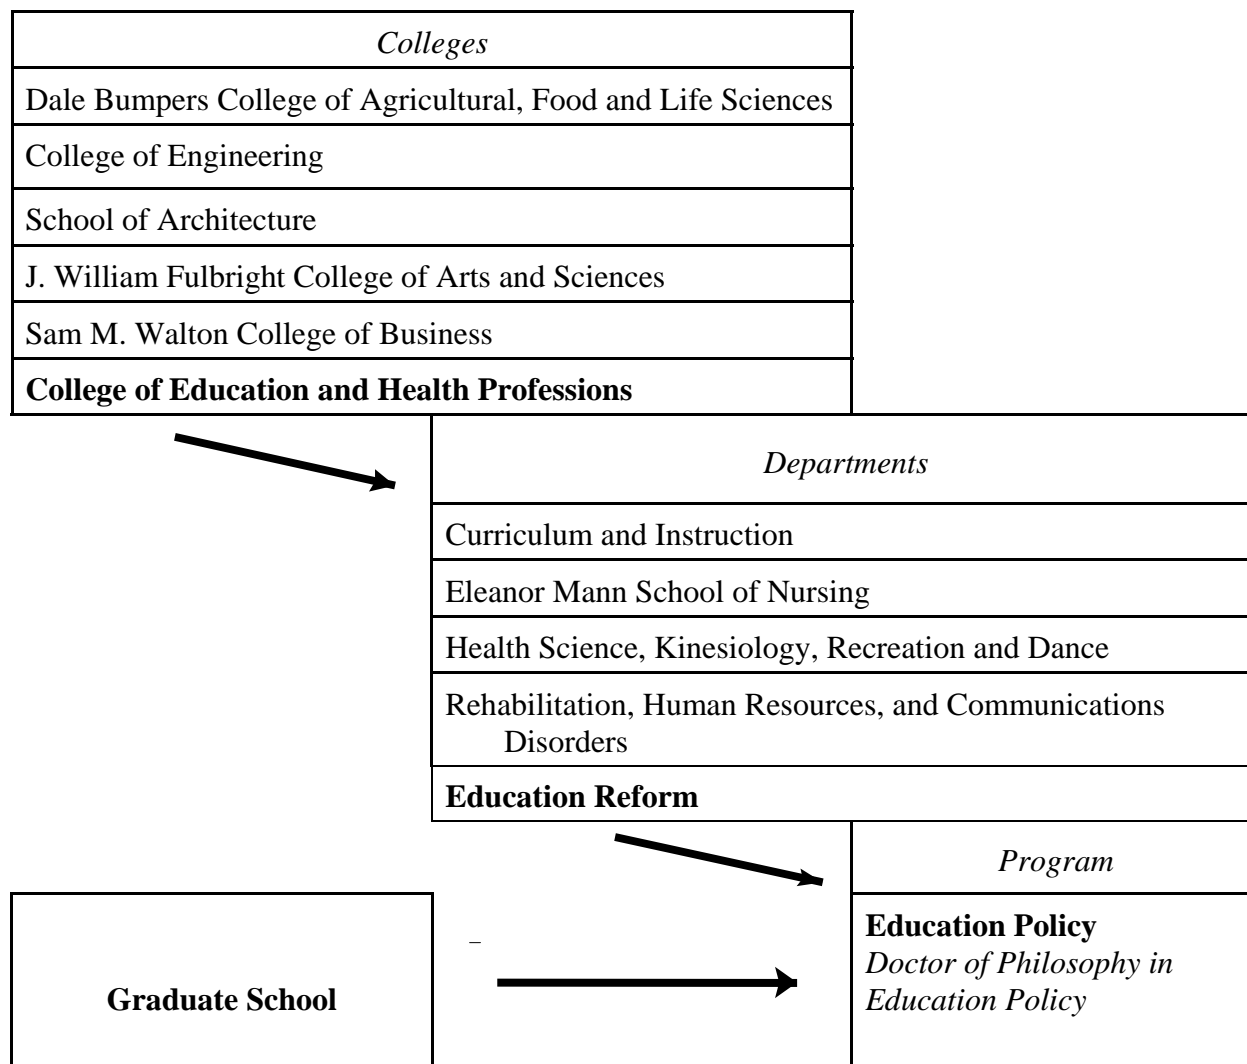 Colleges
Dale Bumpers College of Agricultural, Food and Life Sciences
College of Engineering
School of Architecture
J. William Fulbright College of Arts and Sciences
Sam M. Walton College of Business
College of Education and Health Professions
Departments
Curriculum and Instruction
Eleanor Mann School of Nursing
Health Science, Kinesiology, Recreation and Dance
Rehabilitation, Human Resources, and Communications
Disorders
Education Reform
Program
Education Policy
Doctor of Philosophy in
Education Policy
Graduate School